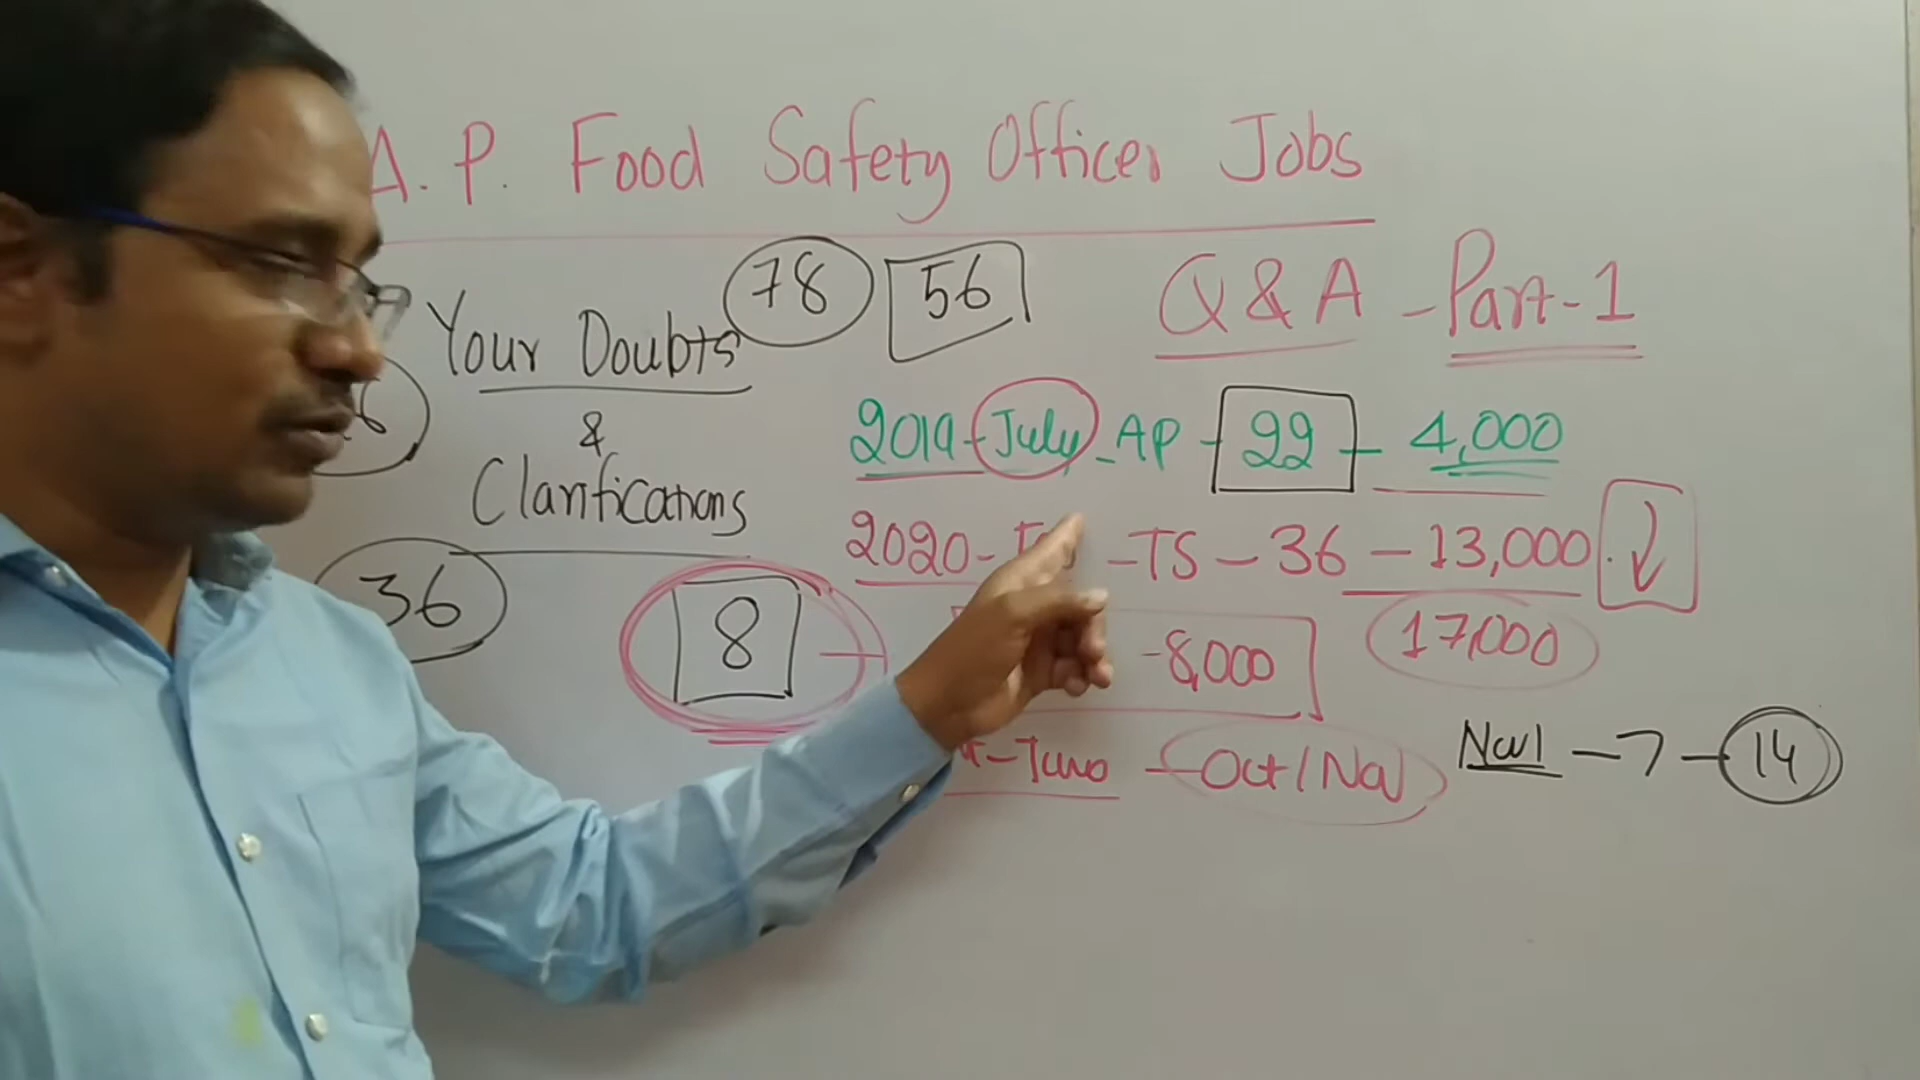 A. P. Food Safety Officer Jobs
78 56
Q & A - Part - 1
Your Doubts
&
Clarifications
2019 - July - AP - 22 - 4,000
2020 - - TS - 36 - 13,000
36
8
- 8,000
17,000
- Oct / Nov
Nov 1 - 7 - 14